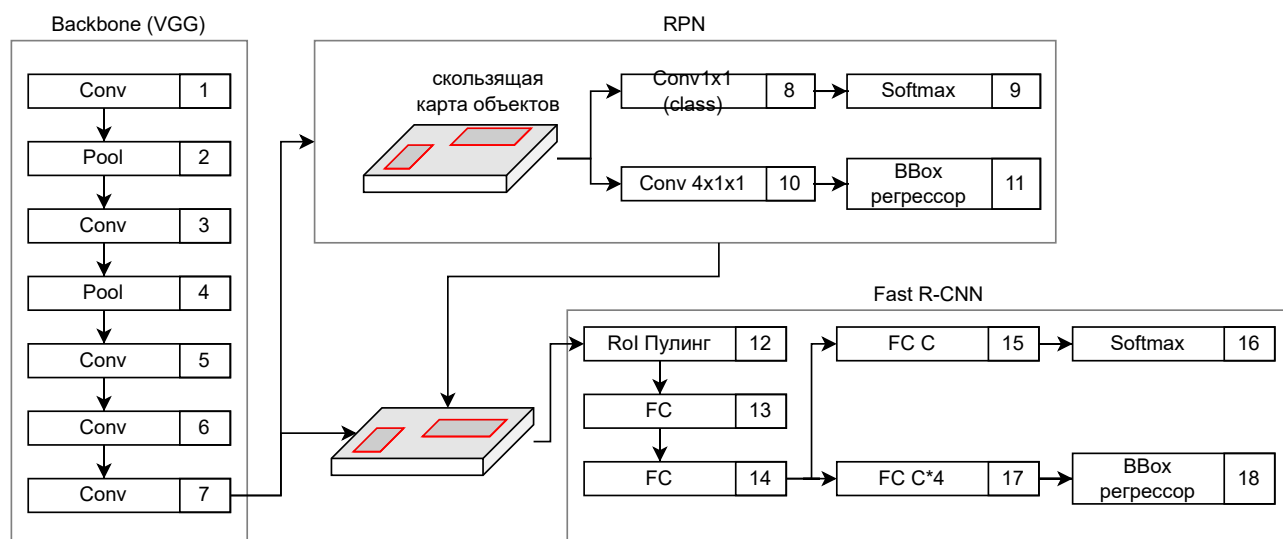 Backbone (VGG)
Conv 1
Pool 2
Conv 3
Pool 4
Conv 5
Conv 6
Conv 7
RPN
скользящая
карта объектов
Conv1x1
(class)
8
Softmax 9
Conv 4x1x1 10
BBox
регрессор
11
Fast R-CNN
RoI Пулинг 12
FC 13
FC 14
FC C 15
Softmax 16
FC C*4 17
BBox
регрессор
18